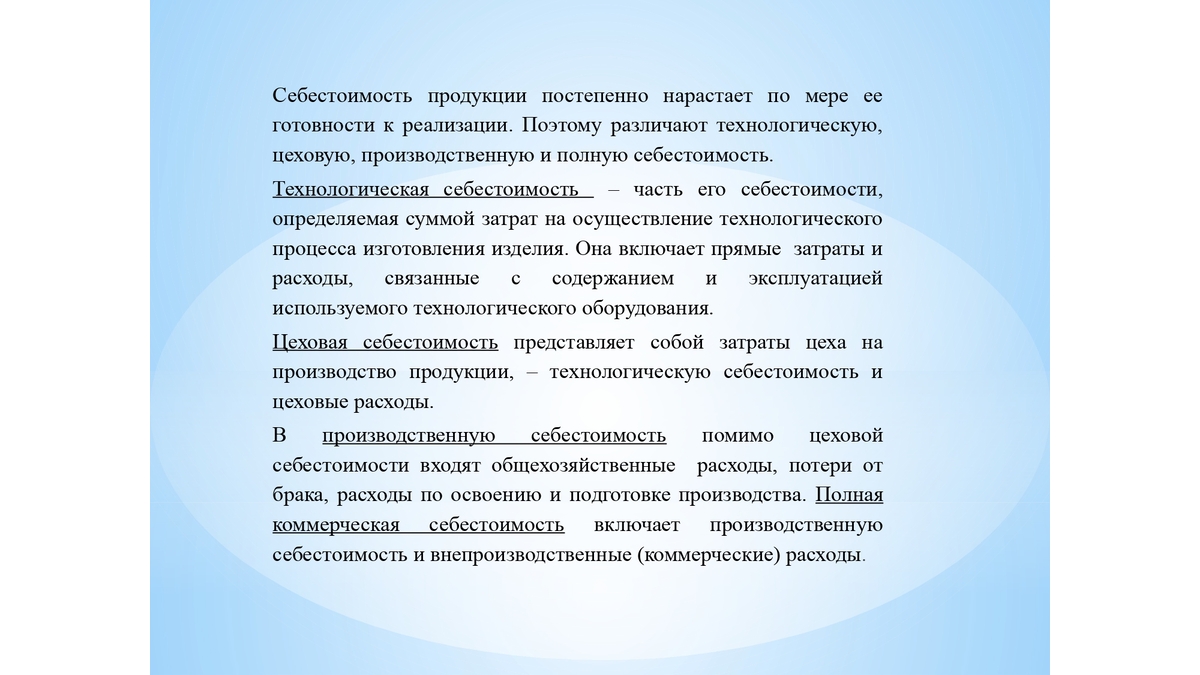 Себестоимость продукции постепенно нарастает по мере ее
готовности к реализации. Поэтому различают технологическую,
цеховую, производственную и полную себестоимость.
Технологическая себестоимость – часть его себестоимости,
определяемая суммой затрат на осуществление технологического
процесса изготовления изделия. Она включает прямые затраты и
расходы, связанные с содержанием и эксплуатацией
используемого технологического оборудования.
Цеховая себестоимость представляет собой затраты цеха на
производство продукции, – технологическую себестоимость и
цеховые расходы.
В производственную себестоимость помимо цеховой
себестоимости входят общехозяйственные расходы, потери от
брака, расходы по освоению и подготовке производства. Полная
коммерческая себестоимость включает производственную
себестоимость и внепроизводственные (коммерческие) расходы.